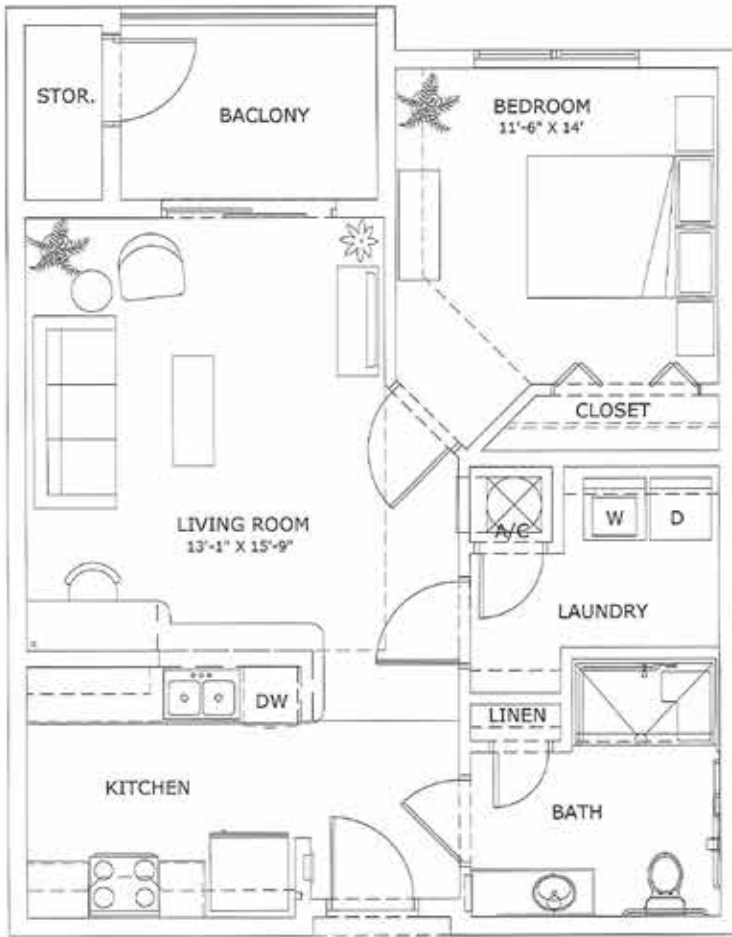 STOR.
BACLONY
BEDROOM
11'-6" X 14'
CLOSET
LIVING ROOM
13'-1" X 15'-9"
A/C
W
D
LAUNDRY
DW
LINEN
KITCHEN
BATH